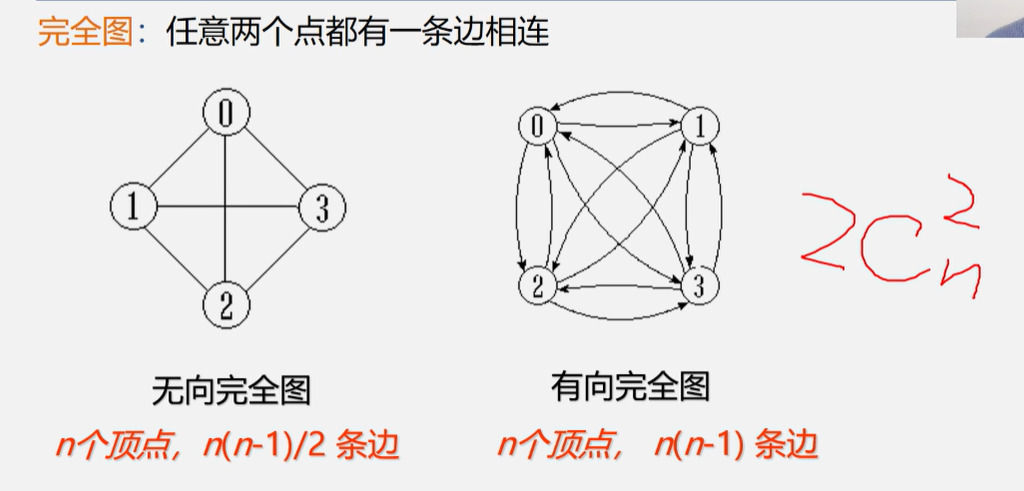 完全图：任意两个点都有一条边相连
0
1
3
2
0
1
2
3
2C²ₙ
无向完全图
有向完全图
n个顶点，n(n-1)/2 条边
n个顶点， n(n-1) 条边